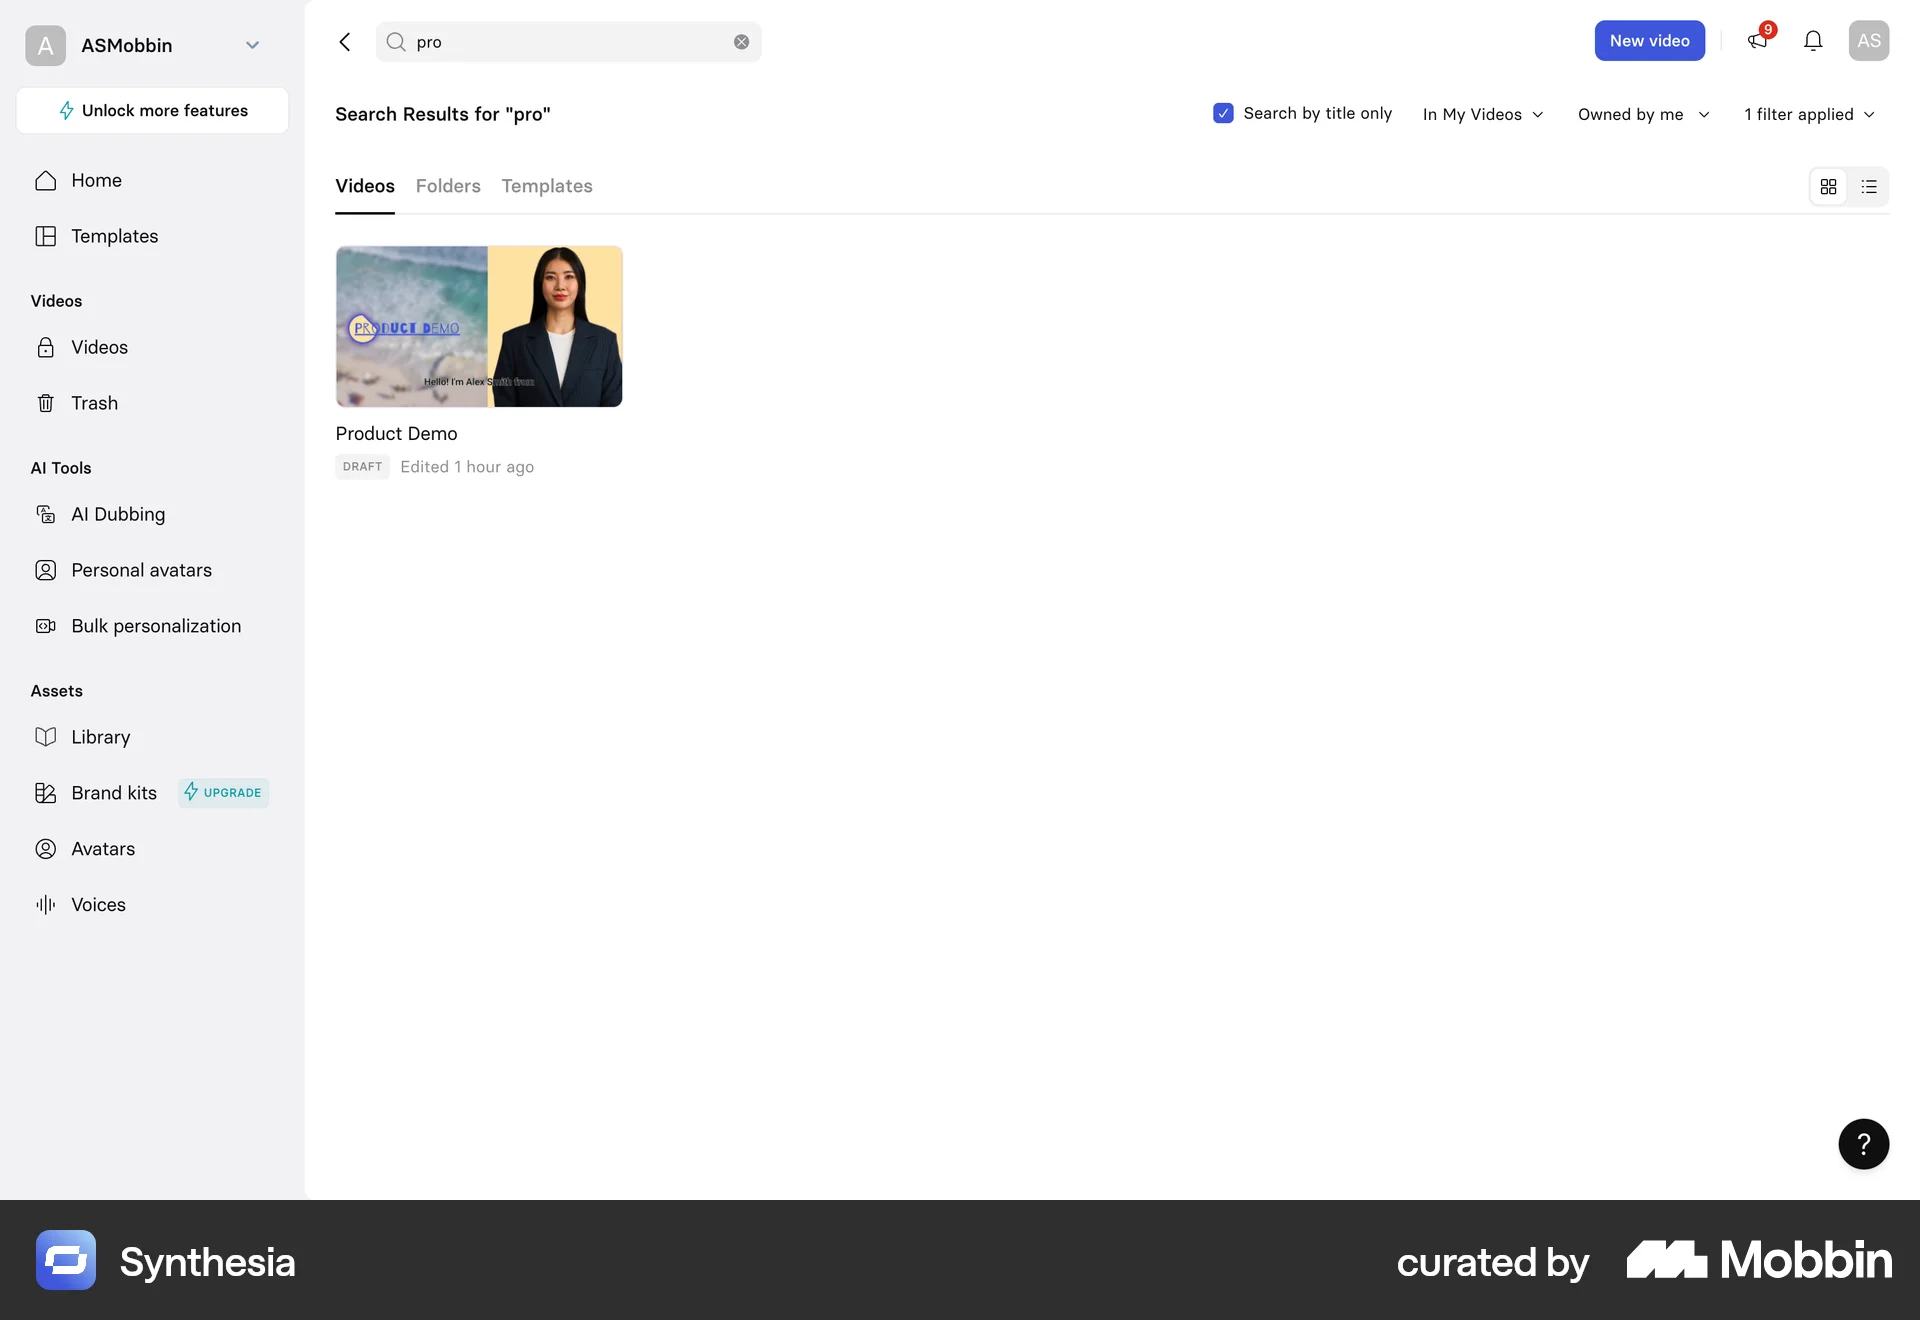 A
ASMobbin
Unlock more features
Home
Templates
Videos
Videos
Trash
AI Tools
AI Dubbing
Personal avatars
Bulk personalization
Assets
Library
Brand kits
UPGRADE
Avatars
Voices
pro
New video
9
AS
Search Results for "pro"
Search by title only
In My Videos
Owned by me
1 filter applied
Videos
Folders
Templates
PRODUCT DEMO
Hello! I'm Alex Smith from
Product Demo
DRAFT
Edited 1 hour ago
?
Synthesia
curated by
Mobbin